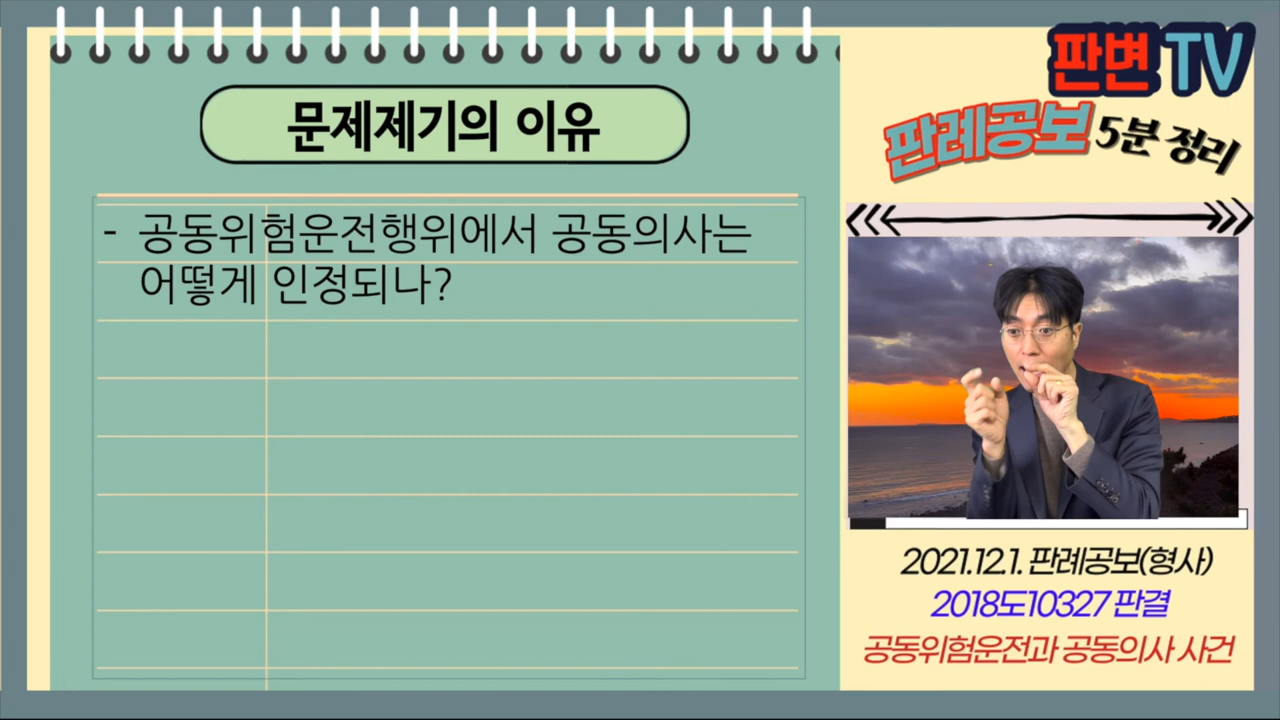 문제제기의 이유
- 공동위험운전행위에서 공동의사는
어떻게 인정되나?
판변 TV
판례공보 5분 정리
2021.12.1. 판례공보(형사)
2018도10327 판결
공동위험운전과 공동의사 사건